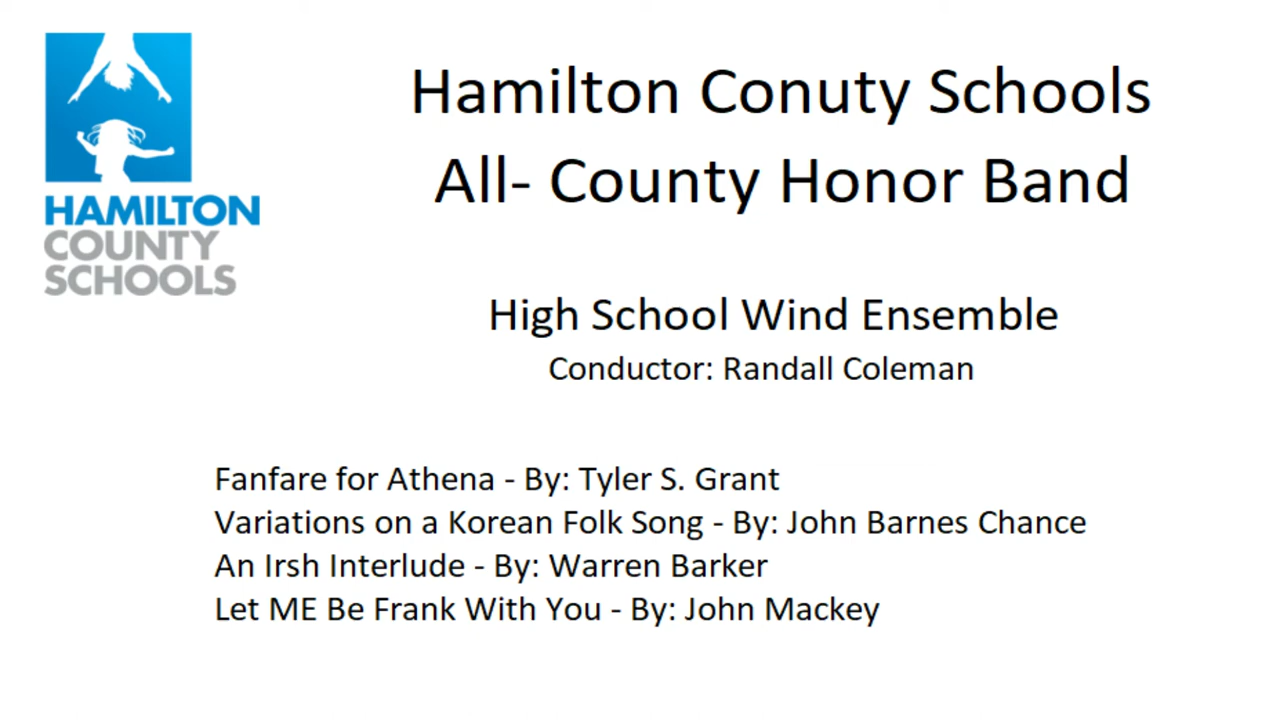 HAMILTON
COUNTY
SCHOOLS
Hamilton Conuty Schools
All- County Honor Band
High School Wind Ensemble
Conductor: Randall Coleman
Fanfare for Athena - By: Tyler S. Grant
Variations on a Korean Folk Song - By: John Barnes Chance
An Irsh Interlude - By: Warren Barker
Let ME Be Frank With You - By: John Mackey